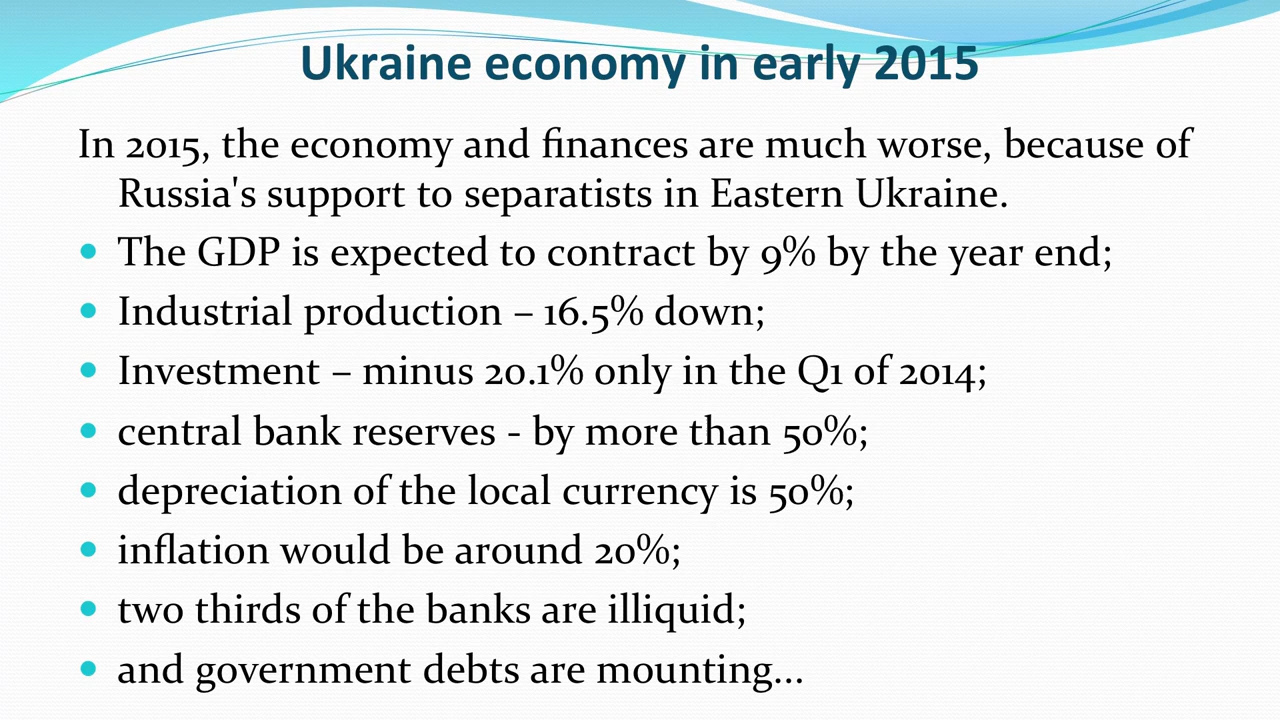 Ukraine economy in early 2015
In 2015, the economy and finances are much worse, because of
Russia's support to separatists in Eastern Ukraine.
• The GDP is expected to contract by 9% by the year end;
• Industrial production – 16.5% down;
• Investment – minus 20.1% only in the Q1 of 2014;
• central bank reserves - by more than 50%;
• depreciation of the local currency is 50%;
• inflation would be around 20%;
• two thirds of the banks are illiquid;
• and government debts are mounting...